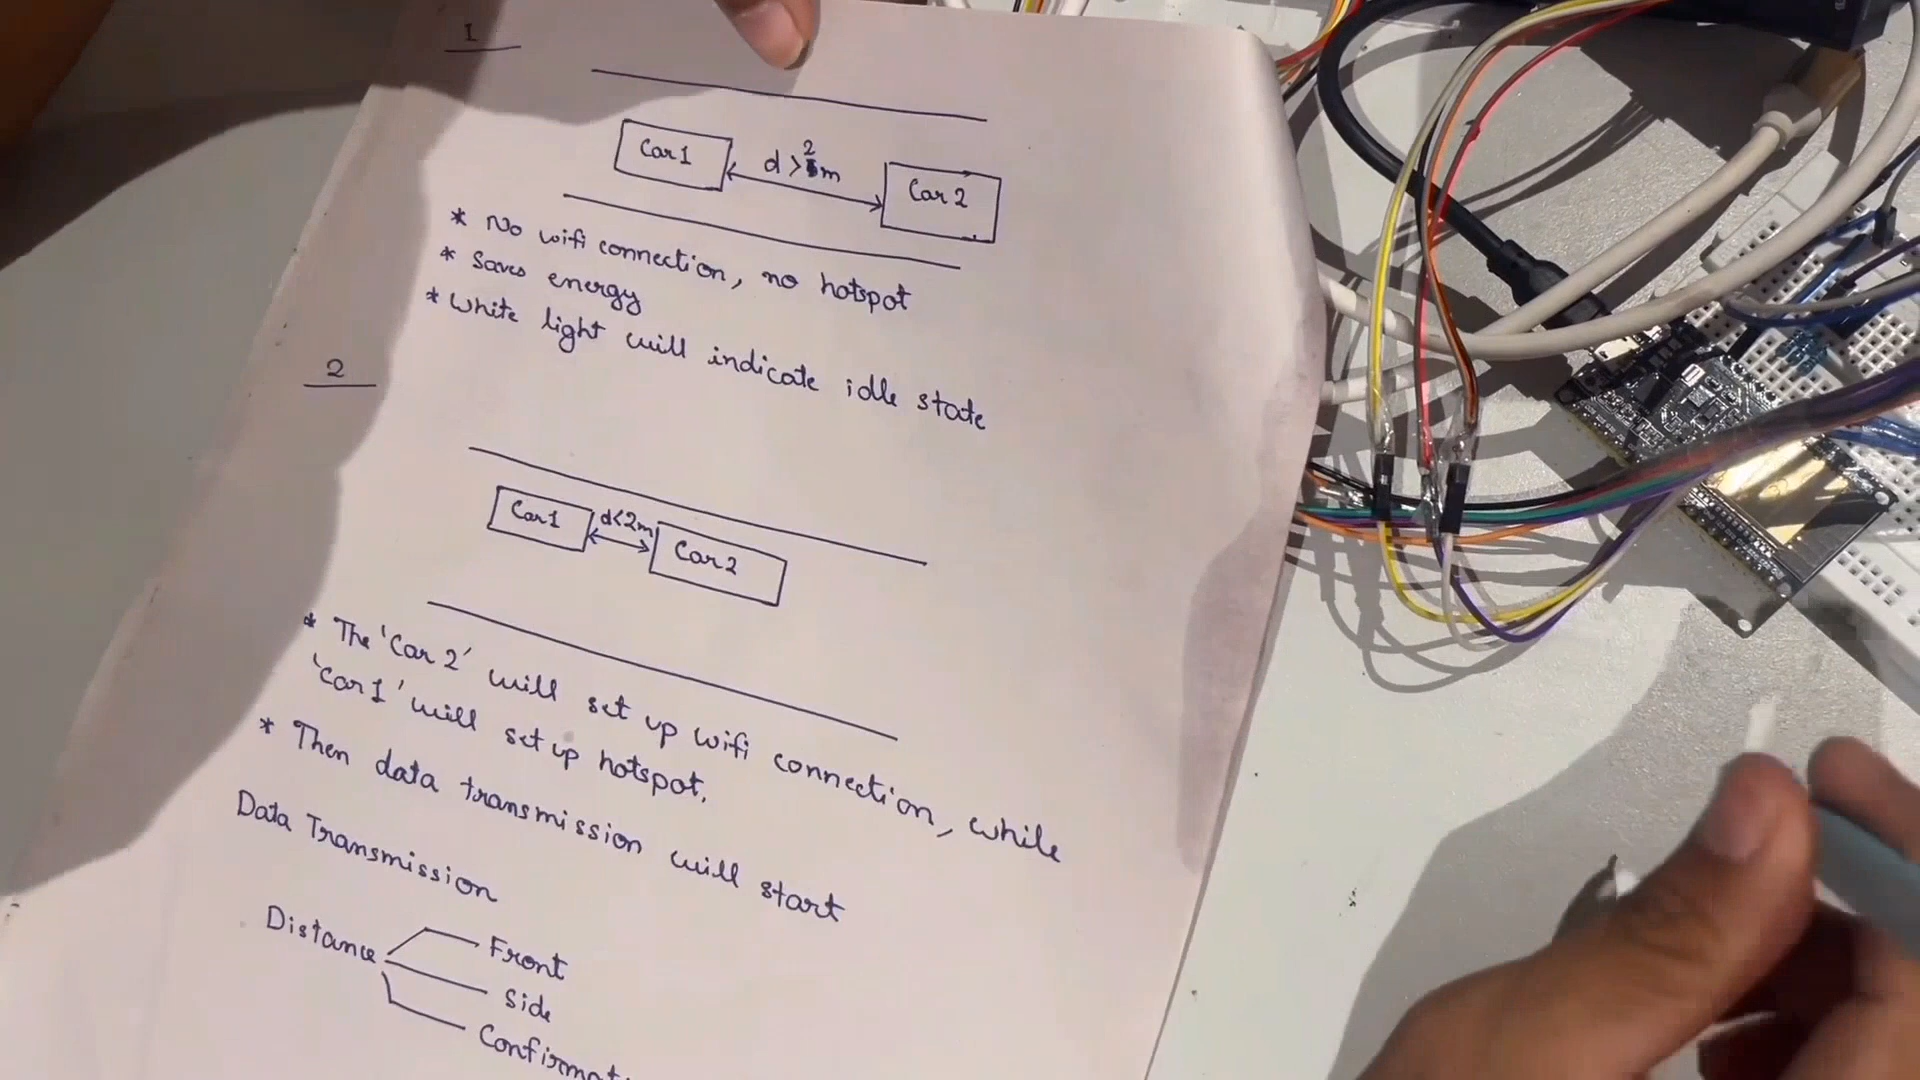 1
Car 1
d > 2 m
Car 2
* No wifi connection, no hotspot
* Saves energy
* White light will indicate idle state
2
Car 1
d<2m
Car 2
* The 'Car 2' will set up wifi connection, while
'Car 1' will set up hotspot.
* Then data transmission will start
Data Transmission
Distance
Front
Side